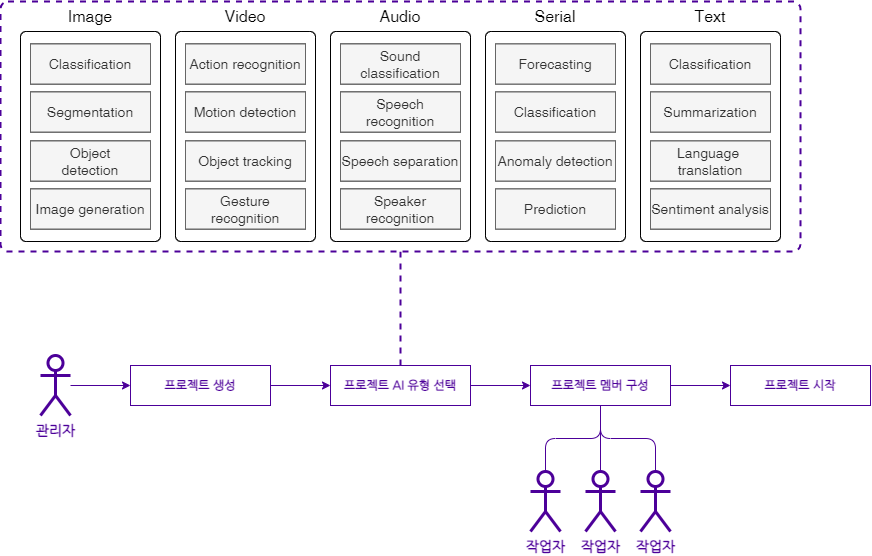 Image
Video
Audio
Serial
Text
Classification
Segmentation
Object
detection
Image generation
Action recognition
Motion detection
Object tracking
Gesture
recognition
Sound
classification
Speech
recognition
Speech separation
Speaker
recognition
Forecasting
Classification
Anomaly detection
Prediction
Classification
Summarization
Language
translation
Sentiment analysis
관리자
프로젝트 생성
프로젝트 AI 유형 선택
프로젝트 멤버 구성
프로젝트 시작
작업자
작업자
작업자